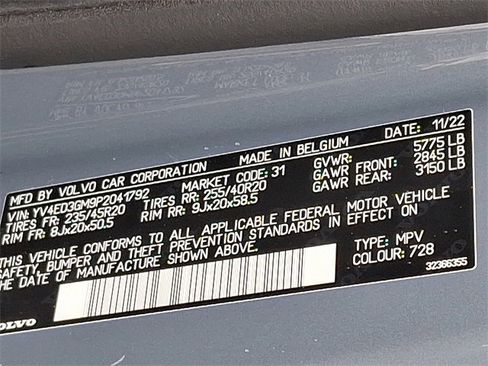 MFD BY VOLVO CAR CORPORATION MADE IN BELGIUM DATE: 11/22
VIN: YV4ED3GM9P2041792 MARKET CODE: 31 GVWR: 5775 LB
TIRES FR: 235/45R20 TIRES RR: 255/40R20 GAWR FRONT: 2845 LB
RIM FR: 8Jx20x50.5 RIM RR: 9Jx20x58.5 GAWR REAR: 3150 LB
THIS VEHICLE CONFORMS TO ALL APPLICABLE FEDERAL MOTOR VEHICLE
SAFETY, BUMPER AND THEFT PREVENTION STANDARDS IN EFFECT ON
THE DATE OF MANUFACTURE SHOWN ABOVE.
TYPE: MPV
COLOUR: 728
32366355
VOLVO